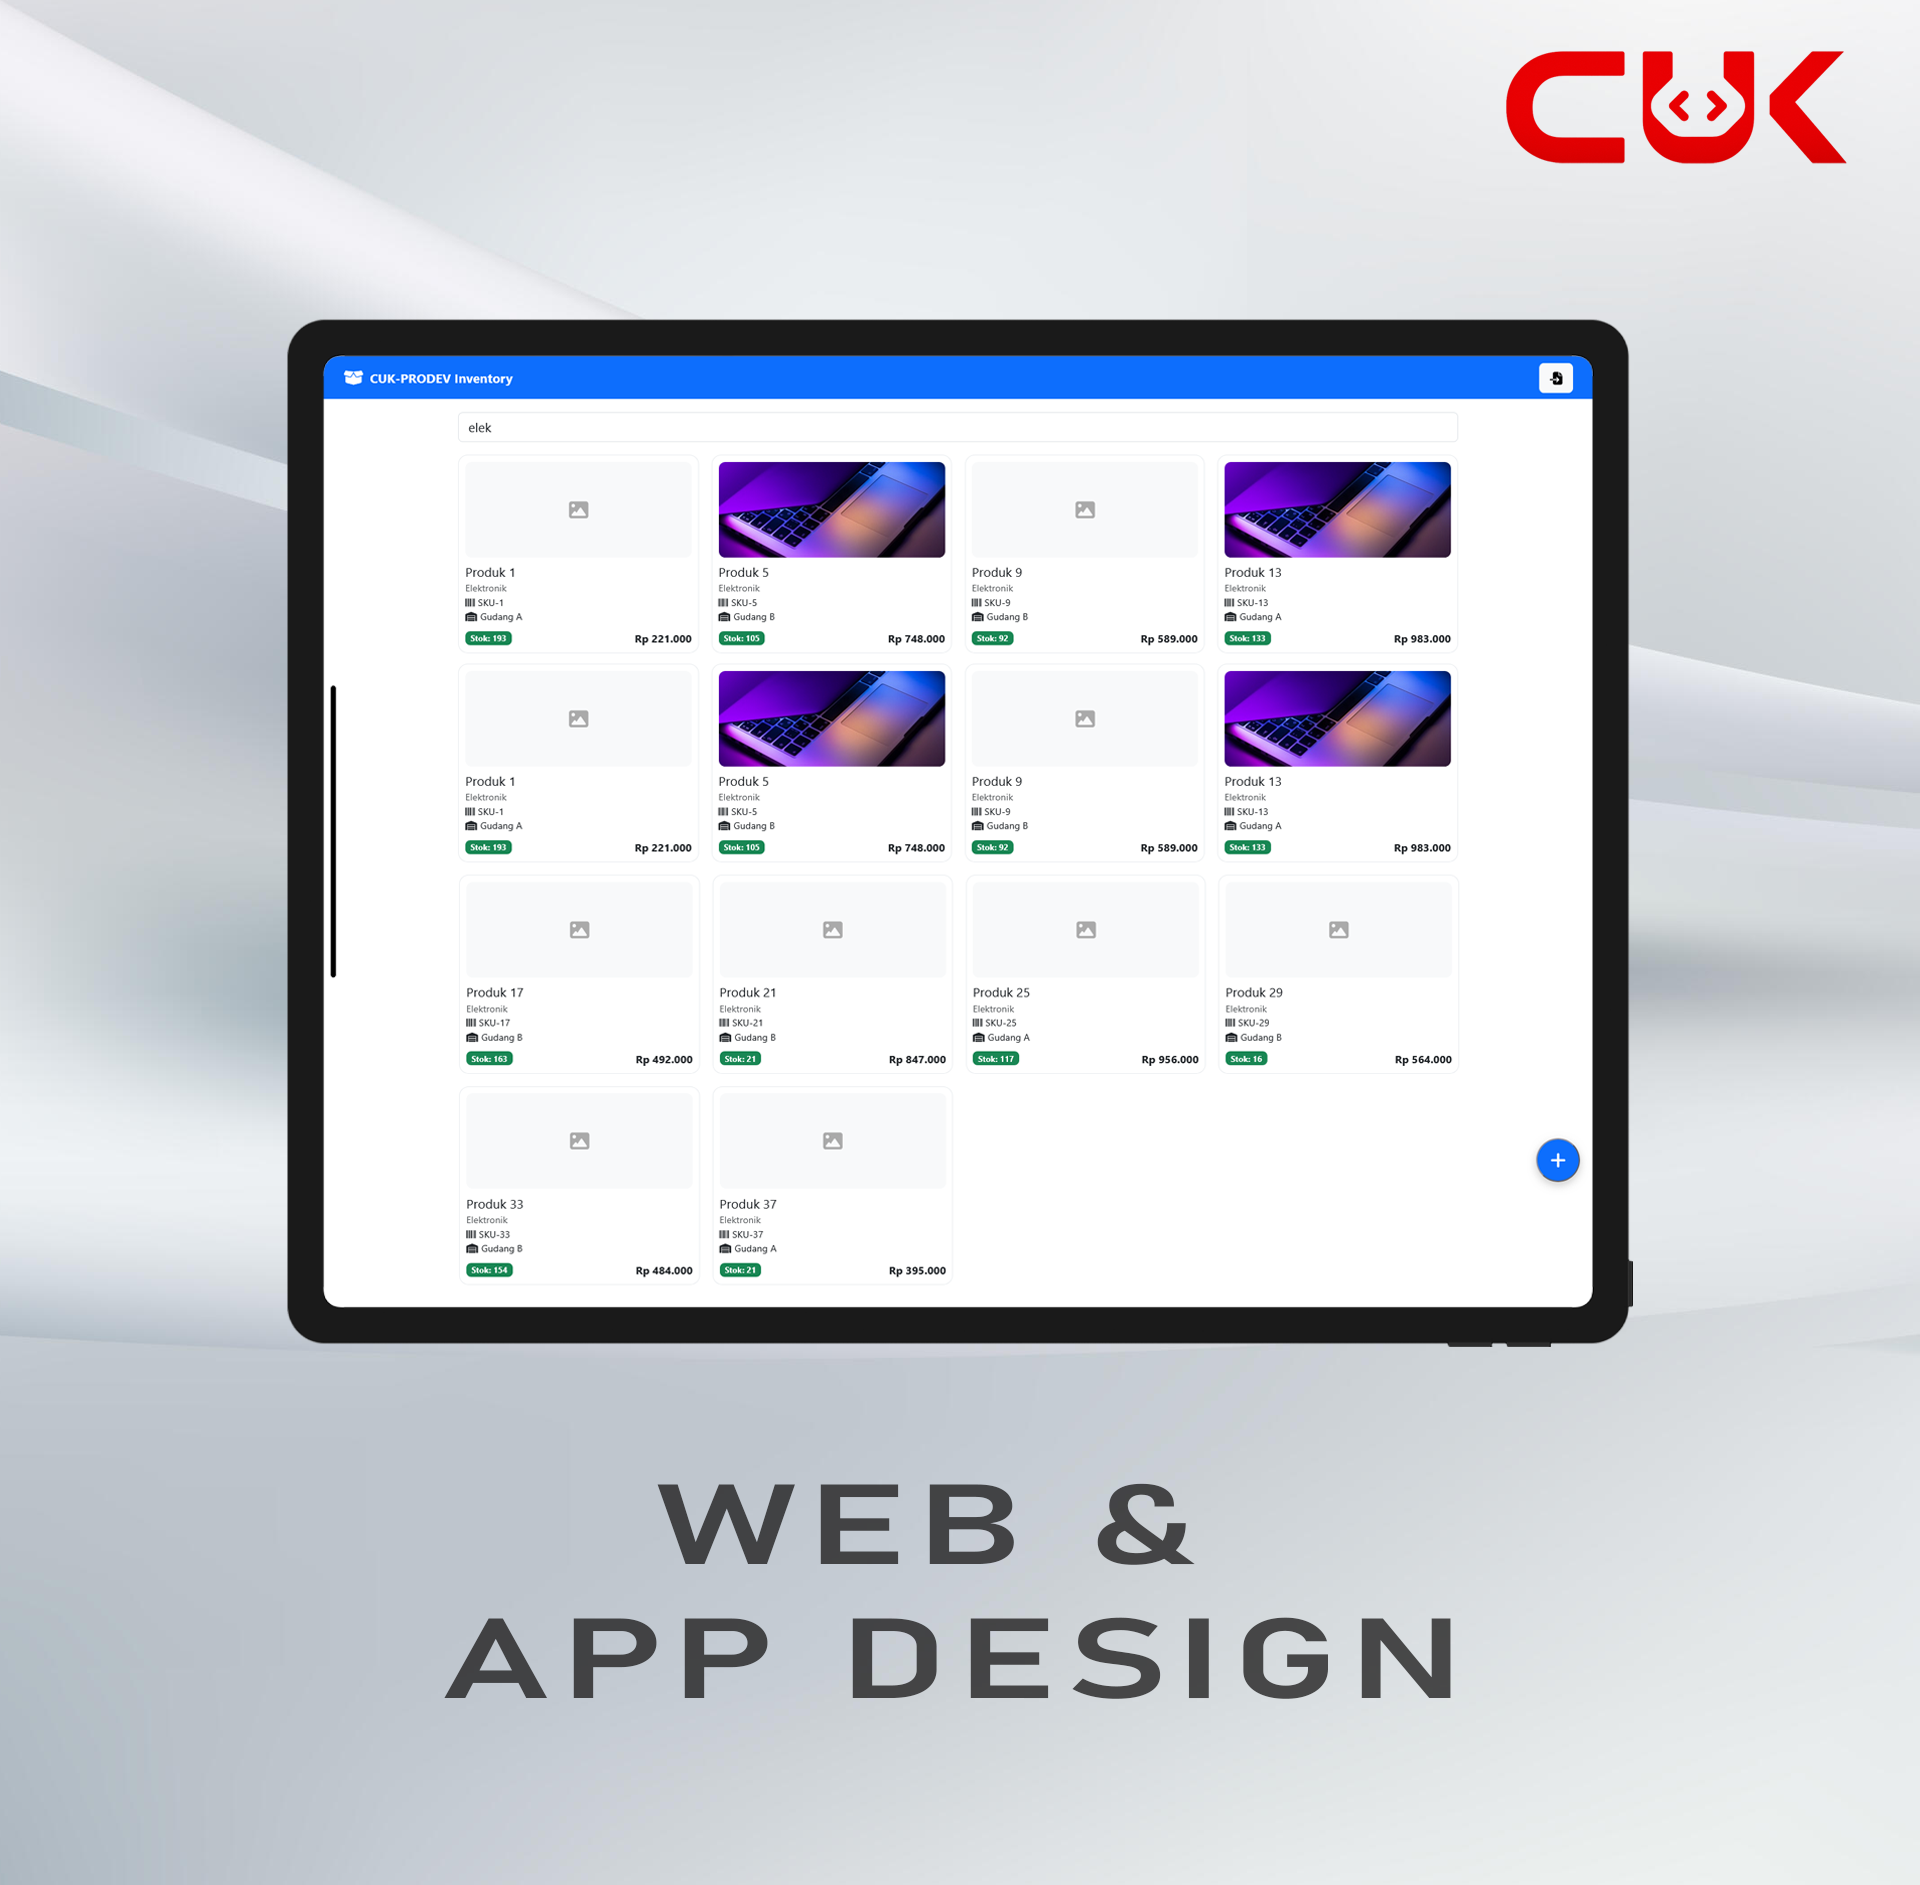 CUK
CUK-PRODEV Inventory
elek
Produk 1
Elektronik
SKU-1
Gudang A
Stok: 193 Rp 221.000
Produk 5
Elektronik
SKU-5
Gudang B
Stok: 105 Rp 748.000
Produk 9
Elektronik
SKU-9
Gudang B
Stok: 92 Rp 589.000
Produk 13
Elektronik
SKU-13
Gudang A
Stok: 133 Rp 983.000
Produk 1
Elektronik
SKU-1
Gudang A
Stok: 193 Rp 221.000
Produk 5
Elektronik
SKU-5
Gudang B
Stok: 105 Rp 748.000
Produk 9
Elektronik
SKU-9
Gudang B
Stok: 92 Rp 589.000
Produk 13
Elektronik
SKU-13
Gudang A
Stok: 133 Rp 983.000
Produk 17
Elektronik
SKU-17
Gudang B
Stok: 163 Rp 492.000
Produk 21
Elektronik
SKU-21
Gudang B
Stok: 21 Rp 847.000
Produk 25
Elektronik
SKU-25
Gudang A
Stok: 117 Rp 956.000
Produk 29
Elektronik
SKU-29
Gudang B
Stok: 16 Rp 564.000
Produk 33
Elektronik
SKU-33
Gudang B
Stok: 154 Rp 484.000
Produk 37
Elektronik
SKU-37
Gudang A
Stok: 21 Rp 395.000
WEB &
APP DESIGN